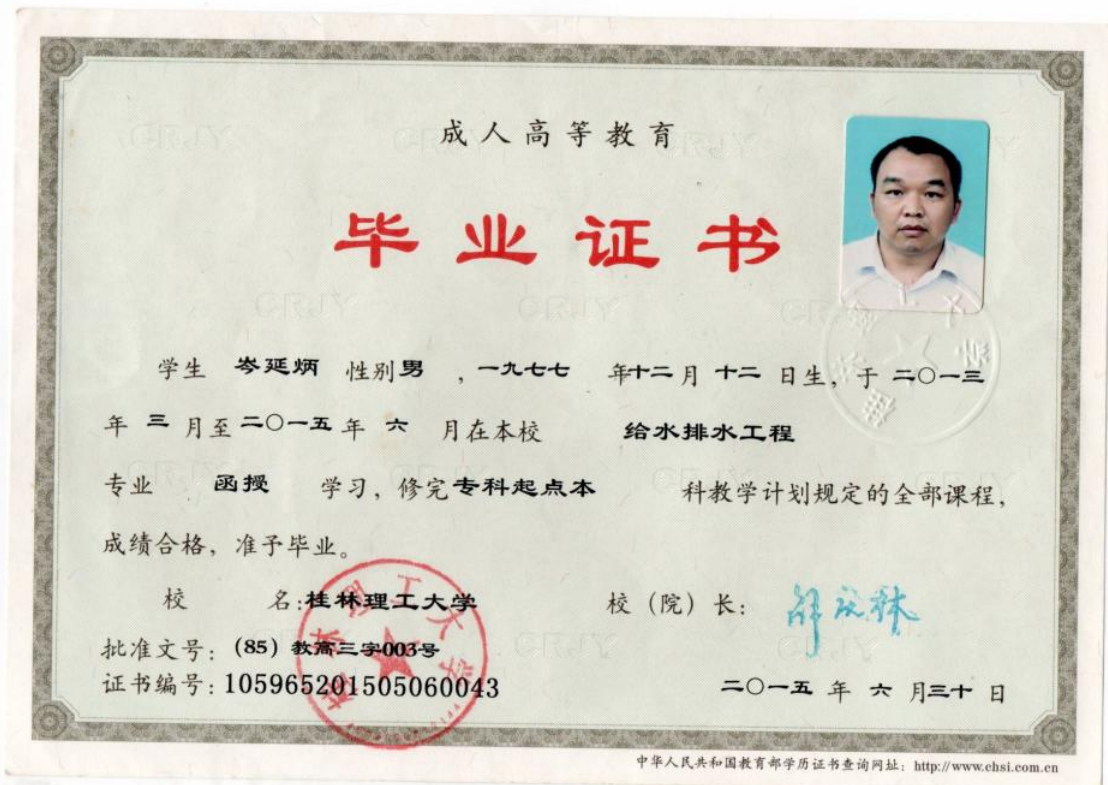 成人高等教育
毕业证书
学生 岑延炳 性别男 ,一九七七 年十二月 十二 日生,于 二〇一三
年 三 月至 二〇一五 年 六 月在本校 给水排水工程
专业 函授 学习,修完 专科起点本 科教学计划规定的全部课程,
成绩合格,准予毕业。
校 名:桂林理工大学 校(院)长:
批准文号:(85)教高三字003号
证书编号:105965201505060043 二〇一五 年 六 月三十 日
桂林理工大学
中华人民共和国教育部学历证书查询网址:http://www.chsi.com.cn